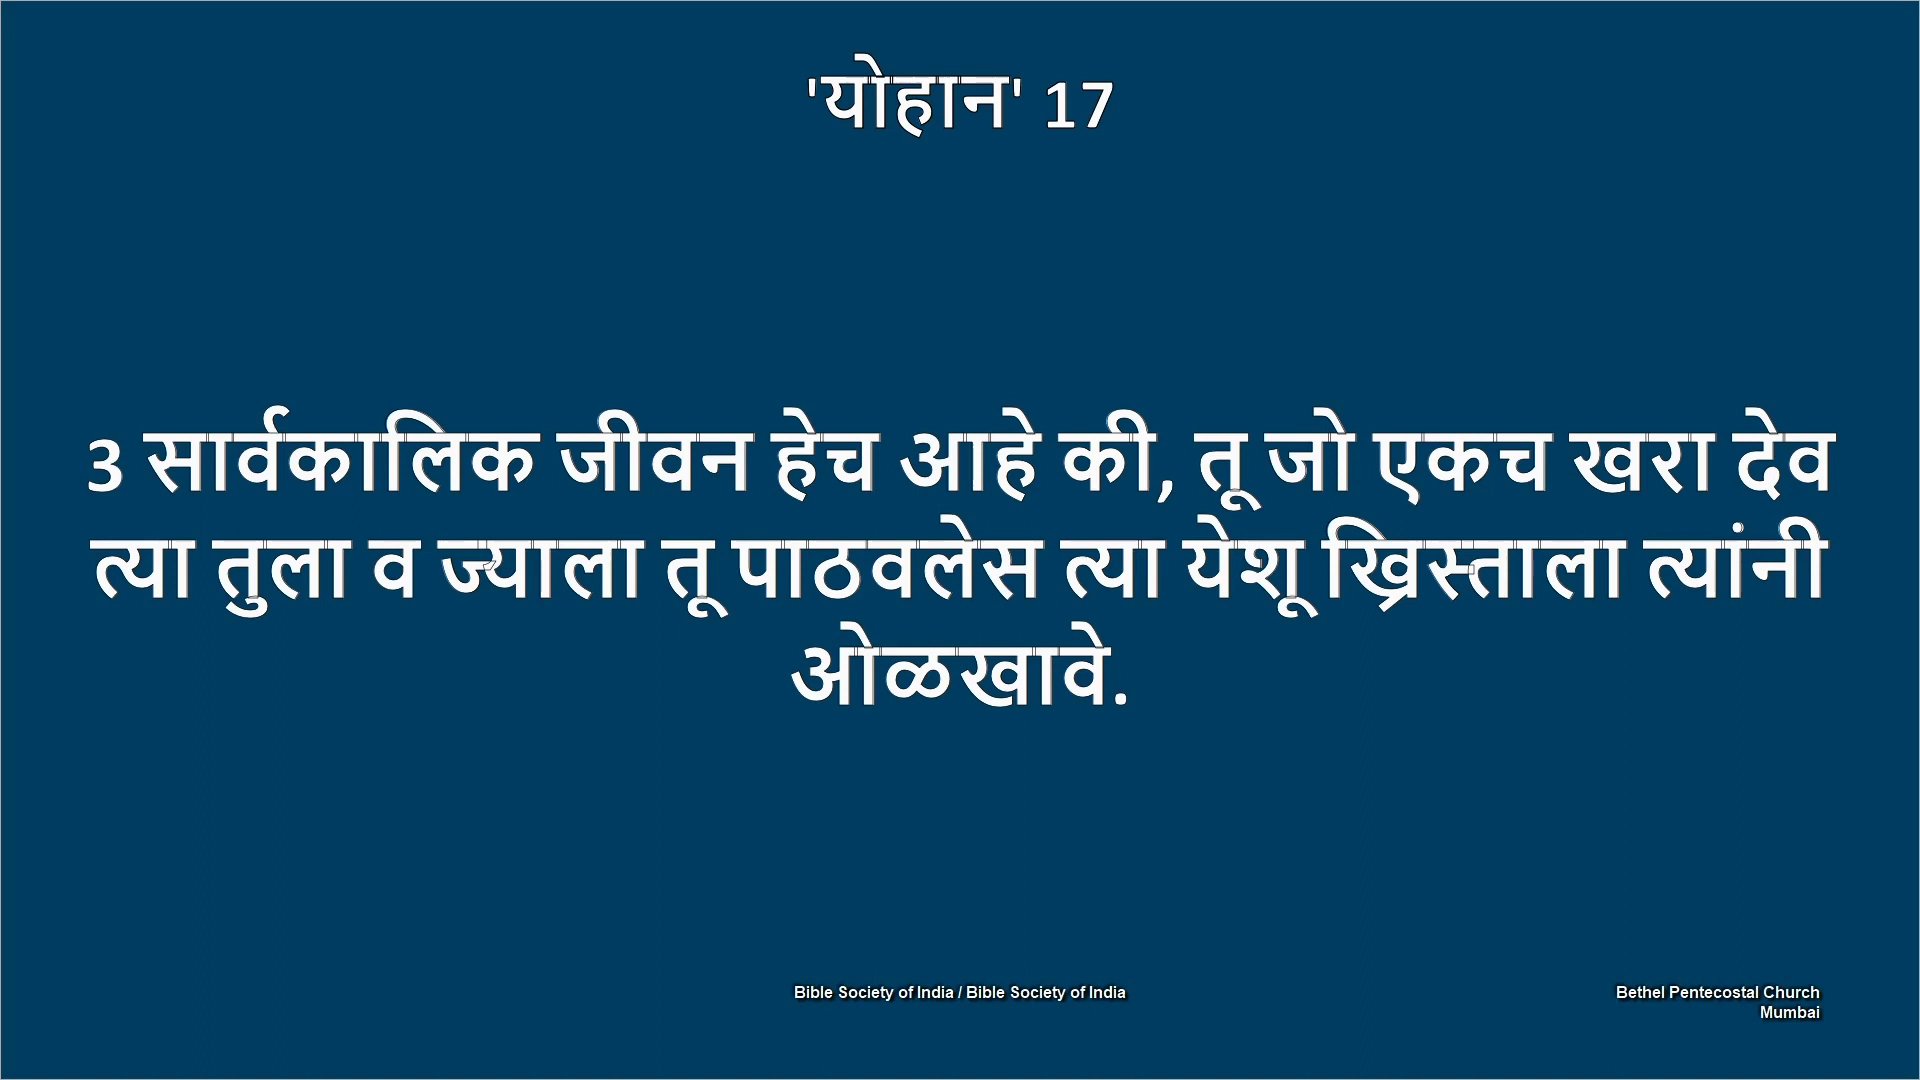 'योहान' 17
3 सार्वकालिक जीवन हेच आहे की, तू जो एकच खरा देव
त्या तुला व ज्याला तू पाठवलेस त्या येशू ख्रिस्ताला त्यांनी
ओळखावे.
Bible Society of India / Bible Society of India
Bethel Pentecostal Church
Mumbai